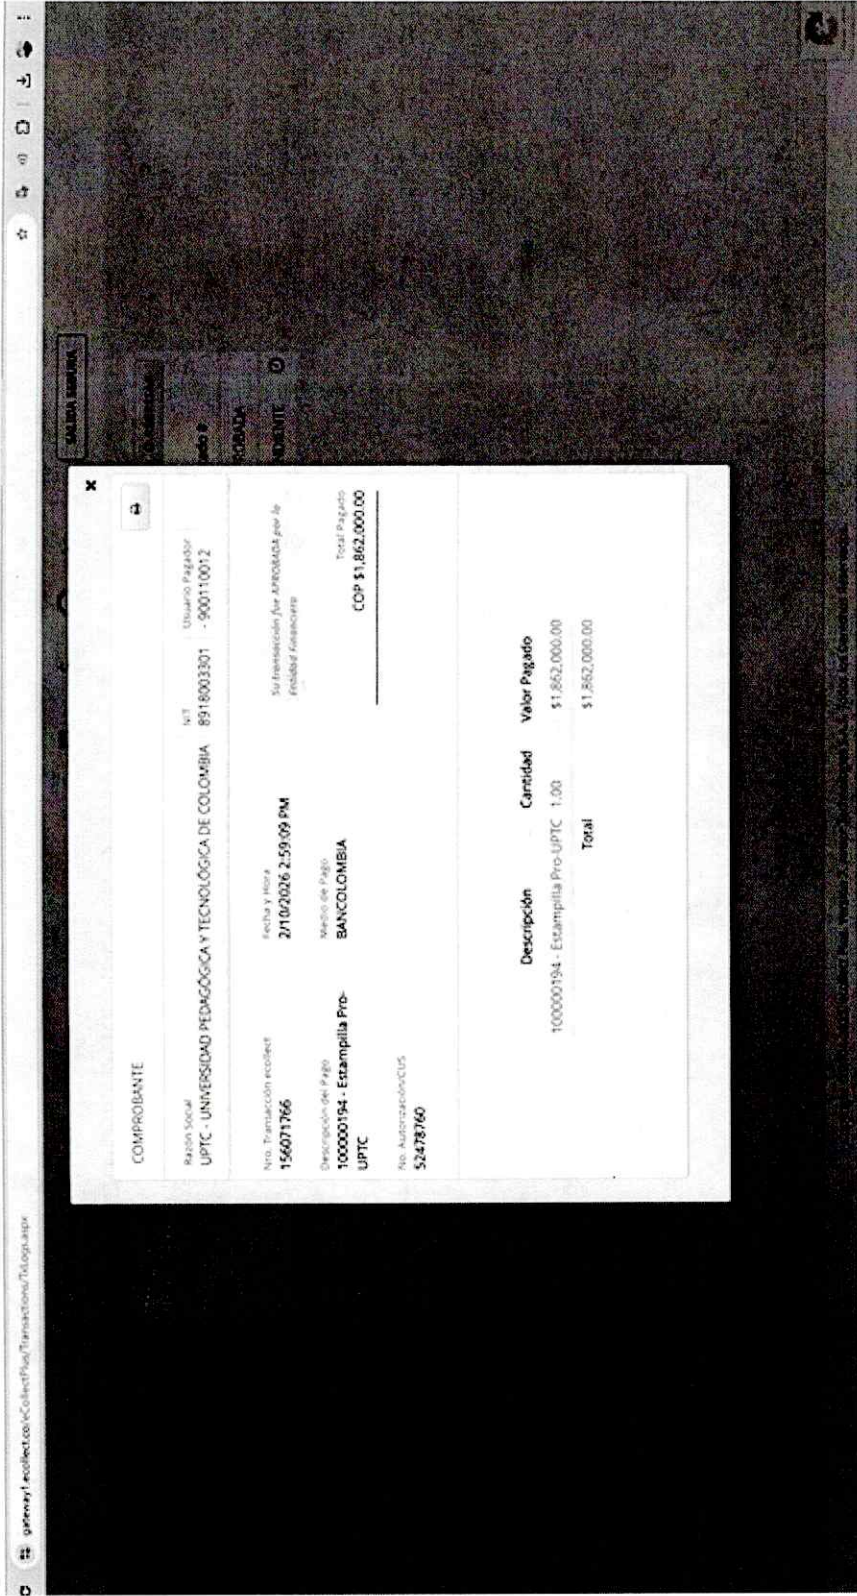 gateway1.ecollect.co/eCollectPlus/Transactions/TxLogs.aspx
SALIDA SEGURA
COMPROBANTE
Razón Social
UPTC - UNIVERSIDAD PEDAGÓGICA Y TECNOLÓGICA DE COLOMBIA
NIT
8918003301
Usuario Pagador
- 900110012
Nro. Transacción ecollect
156071766
Fecha y Hora
2/10/2026 2:59:09 PM
Su transacción fue APROBADA por la
Entidad Financiera
Descripción del Pago
100000194 - Estampilla Pro-
UPTC
Medio de Pago
BANCOLOMBIA
Total Pagado
COP $1,862,000.00
No. Autorización/CUS
52478760
Descripción Cantidad Valor Pagado
100000194 - Estampilla Pro-UPTC 1.00 $1,862,000.00
Total $1,862,000.00